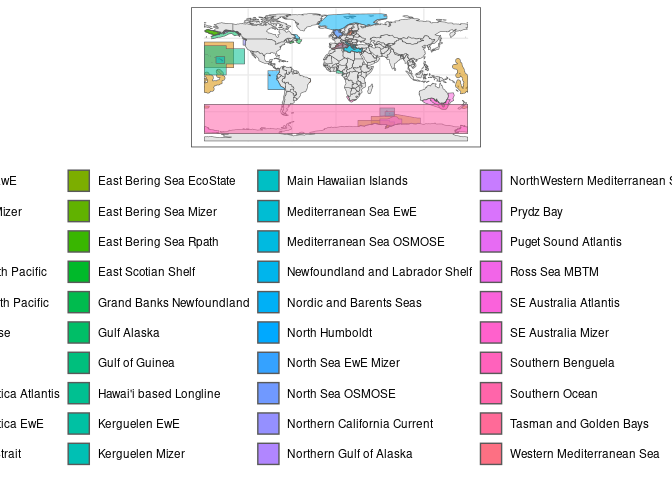 wE
Mizer
th Pacific
th Pacific
se
tica Atlantis
tica EwE
trait
East Bering Sea EcoState
East Bering Sea Mizer
East Bering Sea Rpath
East Scotian Shelf
Grand Banks Newfoundland
Gulf Alaska
Gulf of Guinea
Hawai'i based Longline
Kerguelen EwE
Kerguelen Mizer
Main Hawaiian Islands
Mediterranean Sea EwE
Mediterranean Sea OSMOSE
Newfoundland and Labrador Shelf
Nordic and Barents Seas
North Humboldt
North Sea EwE Mizer
North Sea OSMOSE
Northern California Current
Northern Gulf of Alaska
NorthWestern Mediterranean S
Prydz Bay
Puget Sound Atlantis
Ross Sea MBTM
SE Australia Atlantis
SE Australia Mizer
Southern Benguela
Southern Ocean
Tasman and Golden Bays
Western Mediterranean Sea